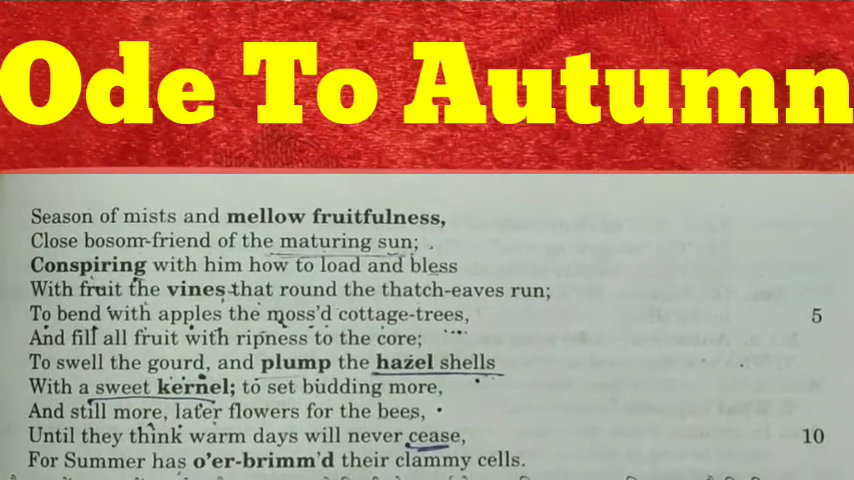 Ode To Autumn
Season of mists and mellow fruitfulness,
Close bosom-friend of the maturing sun;
Conspiring with him how to load and bless
With fruit the vines that round the thatch-eaves run;
To bend with apples the moss'd cottage-trees, 5
And fill all fruit with ripness to the core;
To swell the gourd, and plump the hazel shells
With a sweet kernel; to set budding more,
And still more, later flowers for the bees,
Until they think warm days will never cease, 10
For Summer has o'er-brimm'd their clammy cells.